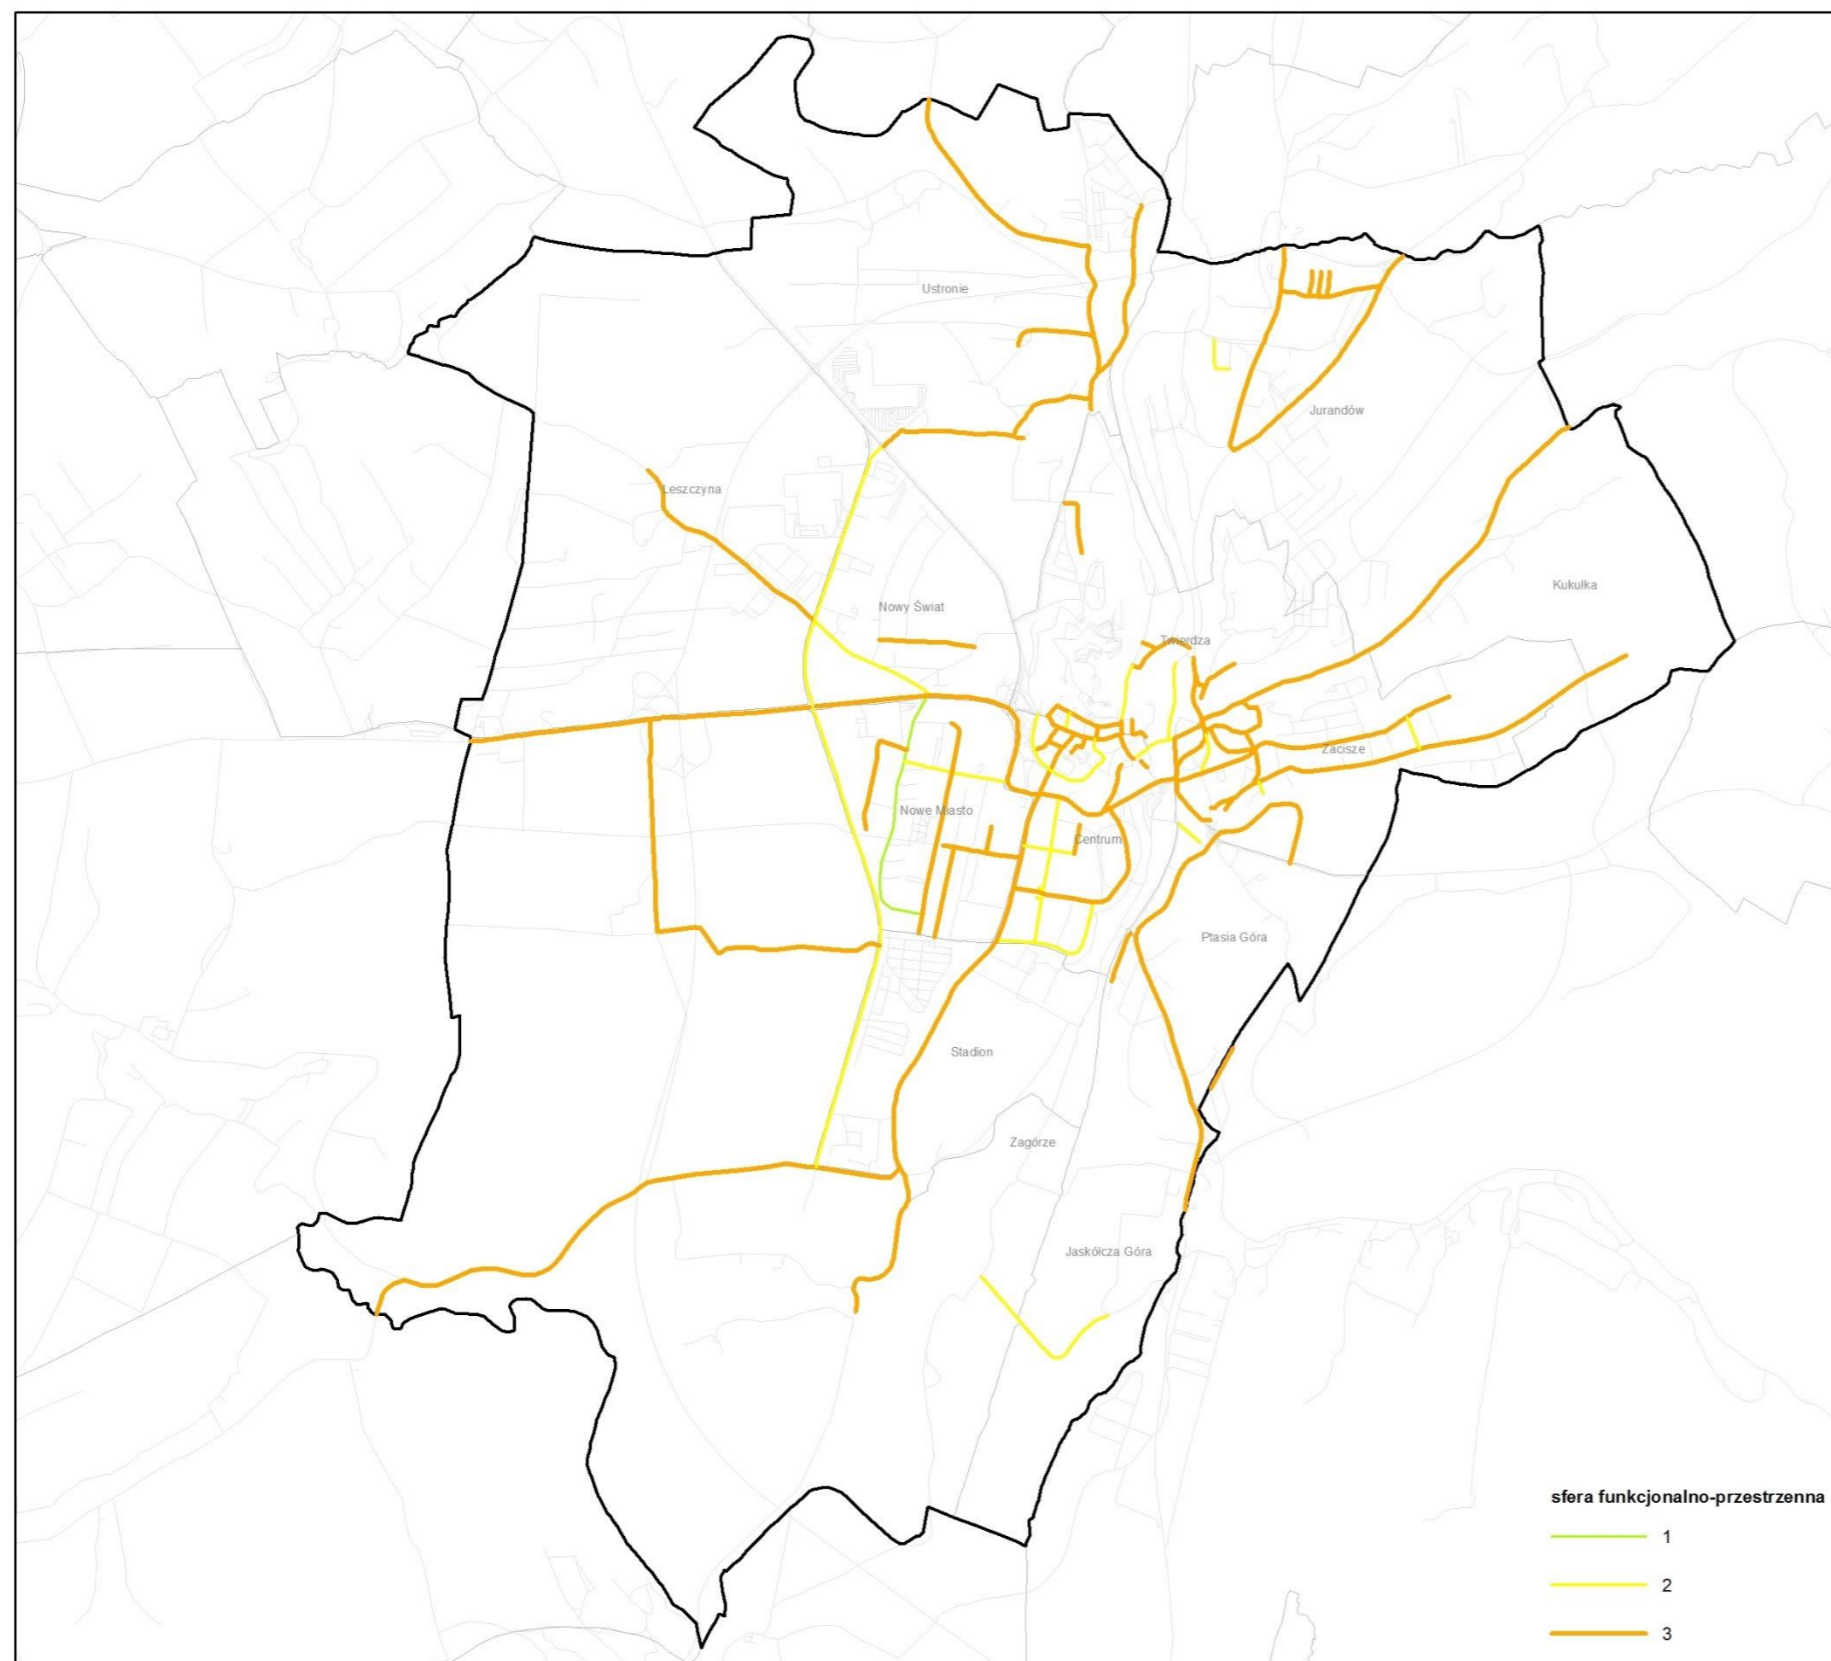 Ustronie
Jurandów
Leszczyna
Kukułka
Nowy Świat
Twierdza
Zacisze
Nowe Miasto
Centrum
Ptasia Góra
Stadion
Zagórze
Jaskółcza Góra
sfera funkcjonalno-przestrzenna
1
2
3